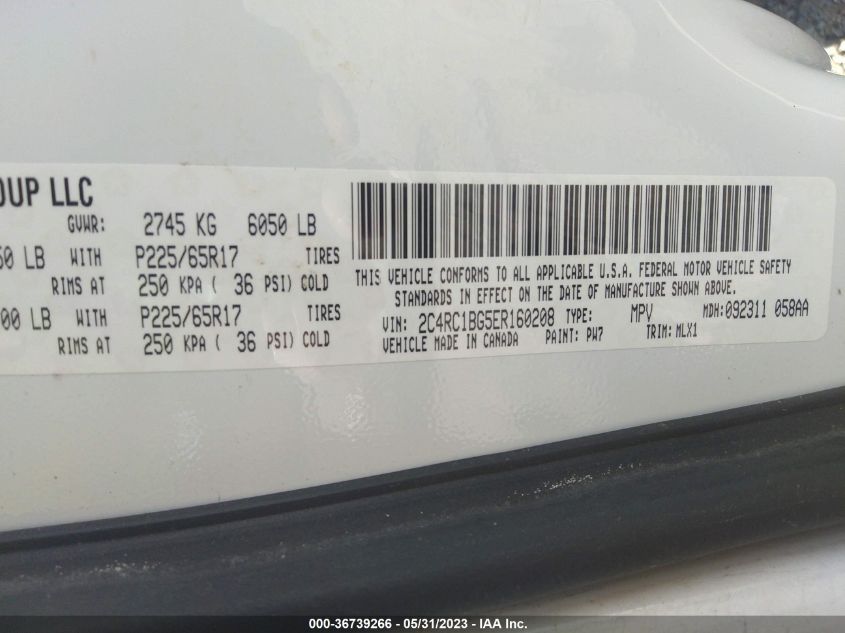 OUP LLC
GVWR: 2745 KG 6050 LB
LB WITH P225/65R17 TIRES
RIMS AT 250 KPA ( 36 PSI) COLD
00 LB WITH P225/65R17 TIRES
RIMS AT 250 KPA ( 36 PSI) COLD
THIS VEHICLE CONFORMS TO ALL APPLICABLE U.S.A. FEDERAL MOTOR VEHICLE SAFETY
STANDARDS IN EFFECT ON THE DATE OF MANUFACTURE SHOWN ABOVE.
VIN: 2C4RC1BG5ER160208 TYPE: MPV MDH:092311 058AA
VEHICLE MADE IN CANADA PAINT: PW7 TRIM: MLX1
000-36739266 - 05/31/2023 - IAA Inc.